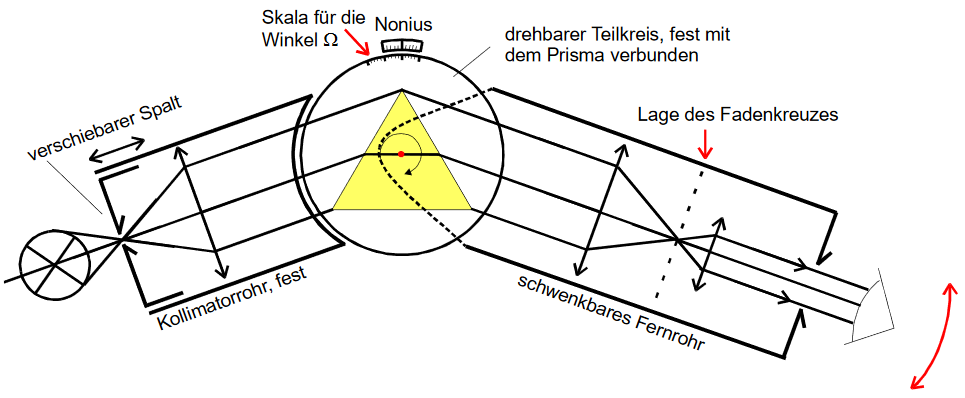 Skala für die
Winkel Ω
Nonius
drehbarer Teilkreis, fest mit
dem Prisma verbunden
verschiebarer Spalt
Lage des Fadenkreuzes
Kollimatorrohr, fest
schwenkbares Fernrohr